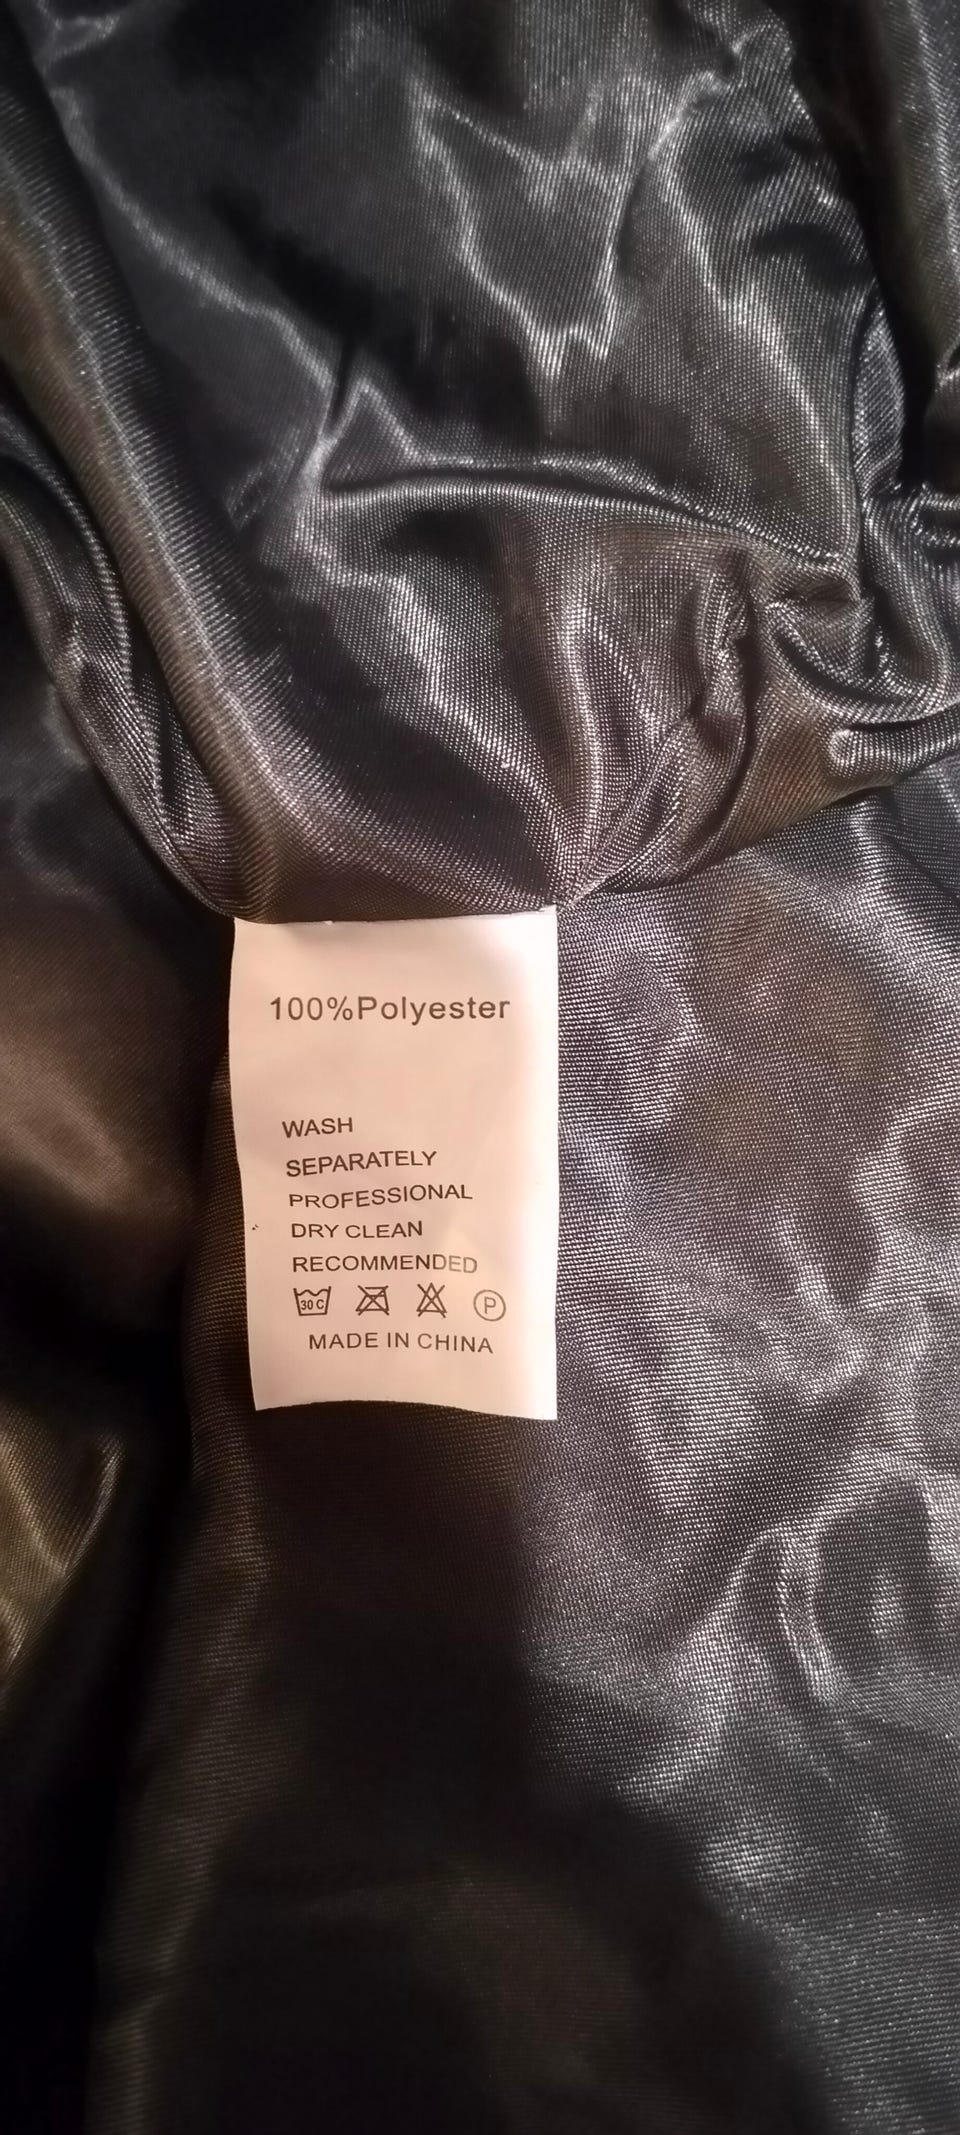 100%Polyester
WASH
SEPARATELY
PROFESSIONAL
DRY CLEAN
RECOMMENDED
30 C P
MADE IN CHINA